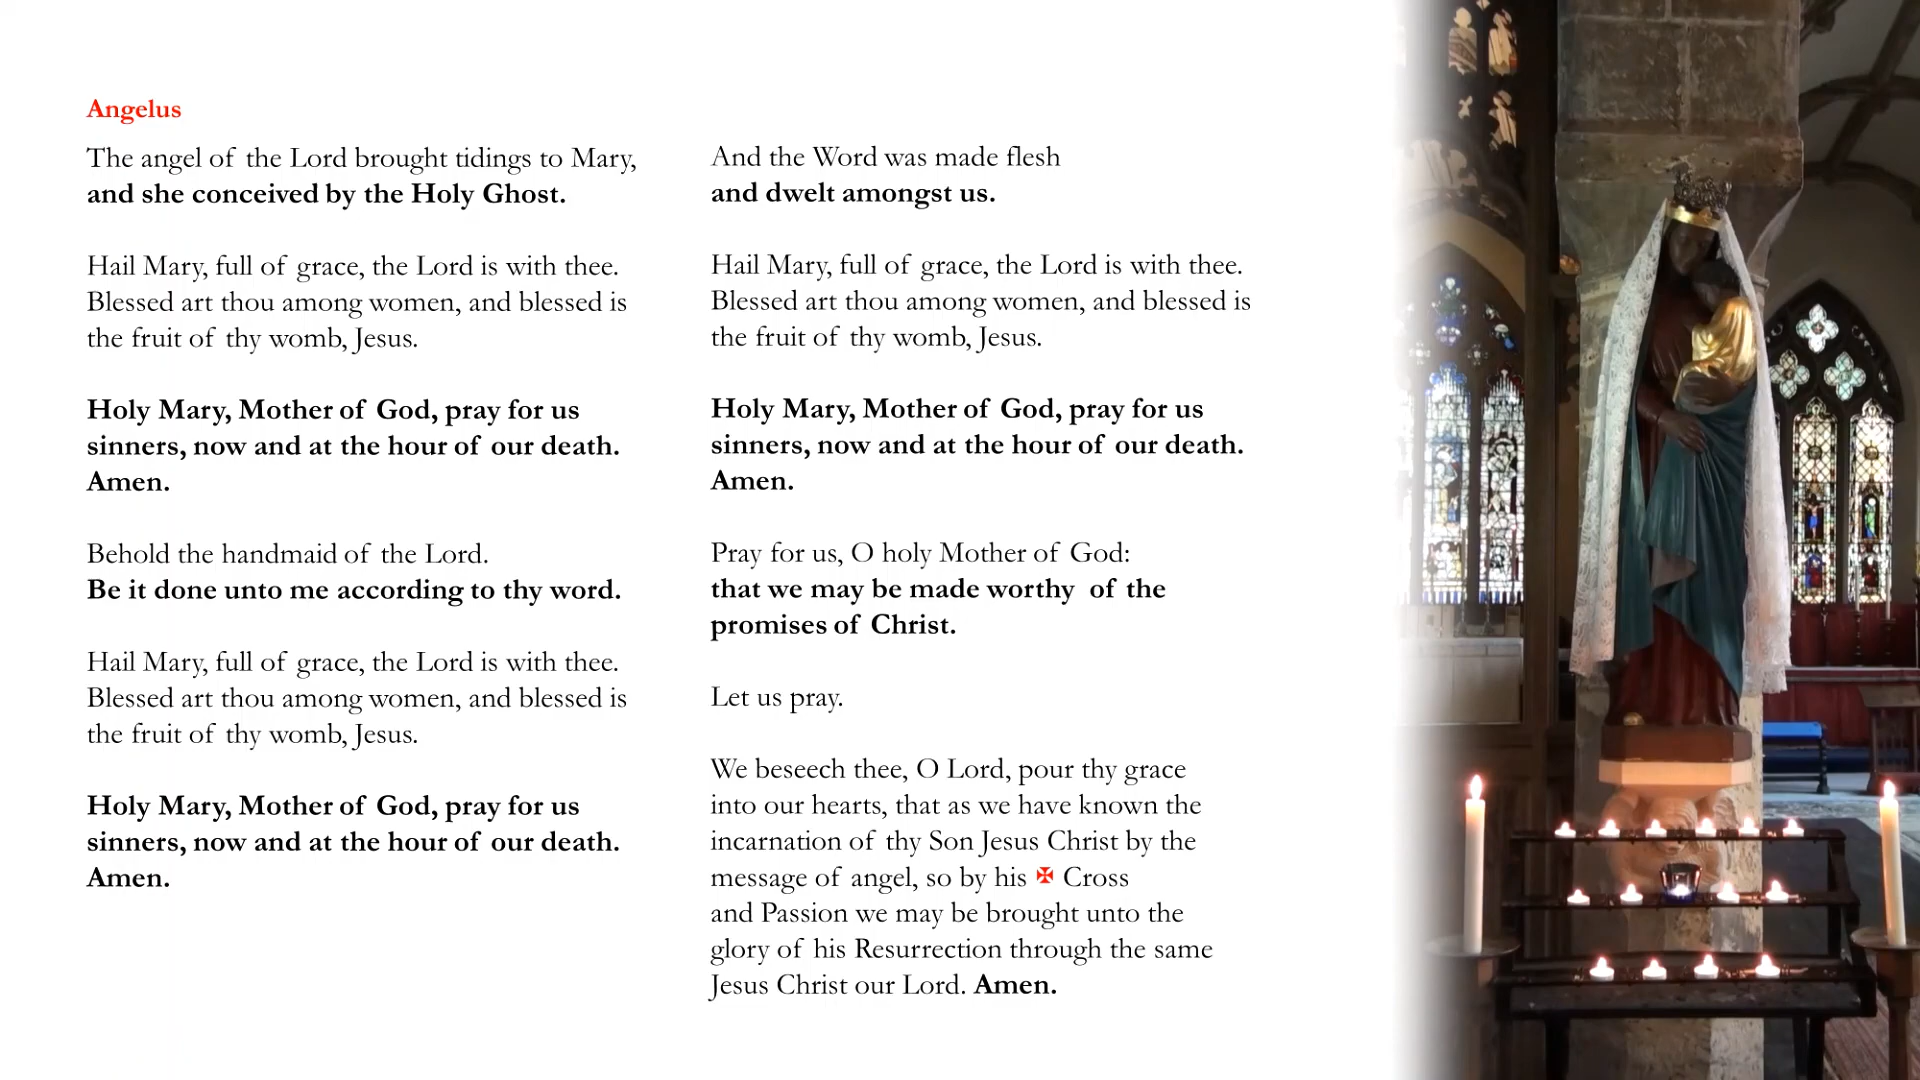 Angelus
The angel of the Lord brought tidings to Mary,
and she conceived by the Holy Ghost.
Hail Mary, full of grace, the Lord is with thee.
Blessed art thou among women, and blessed is
the fruit of thy womb, Jesus.
Holy Mary, Mother of God, pray for us
sinners, now and at the hour of our death.
Amen.
Behold the handmaid of the Lord.
Be it done unto me according to thy word.
Hail Mary, full of grace, the Lord is with thee.
Blessed art thou among women, and blessed is
the fruit of thy womb, Jesus.
Holy Mary, Mother of God, pray for us
sinners, now and at the hour of our death.
Amen.
And the Word was made flesh
and dwelt amongst us.
Hail Mary, full of grace, the Lord is with thee.
Blessed art thou among women, and blessed is
the fruit of thy womb, Jesus.
Holy Mary, Mother of God, pray for us
sinners, now and at the hour of our death.
Amen.
Pray for us, O holy Mother of God:
that we may be made worthy of the
promises of Christ.
Let us pray.
We beseech thee, O Lord, pour thy grace
into our hearts, that as we have known the
incarnation of thy Son Jesus Christ by the
message of angel, so by his ✠ Cross
and Passion we may be brought unto the
glory of his Resurrection through the same
Jesus Christ our Lord. Amen.